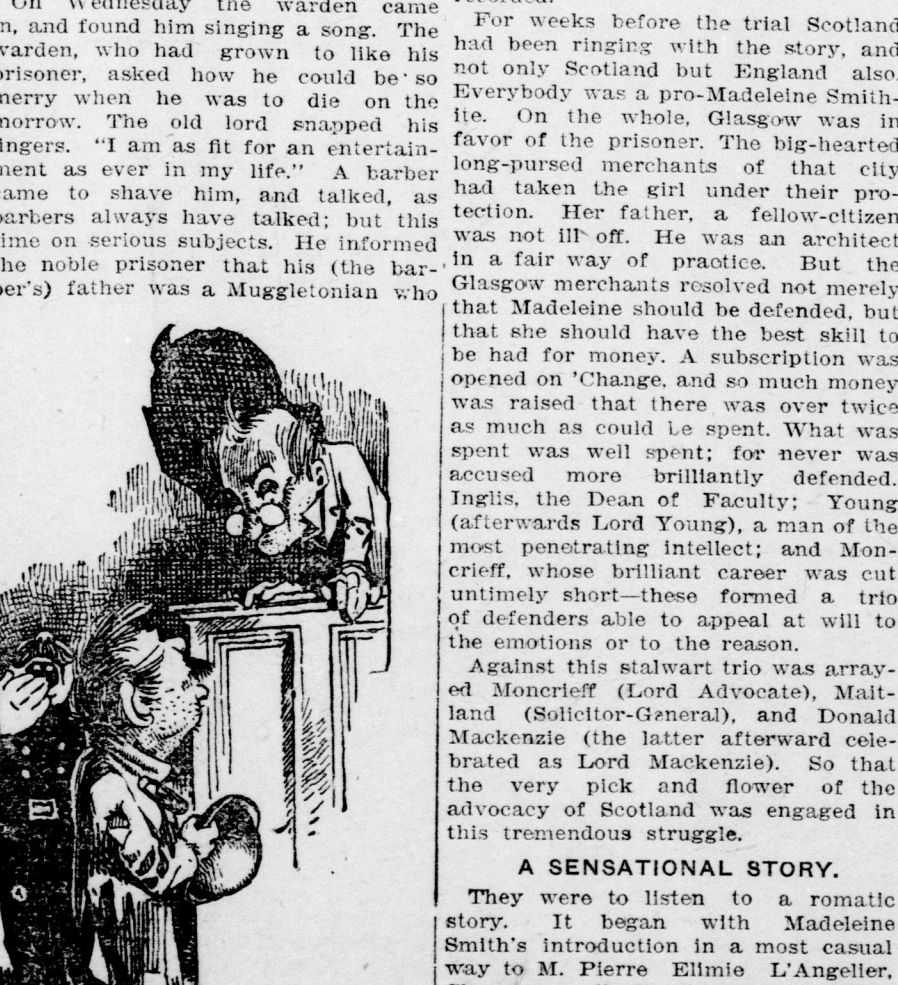 On Wednesday the warden came
n, and found him singing a song. The
warden, who had grown to like his
prisoner, asked how he could be so
merry when he was to die on the
morrow. The old lord snapped his
ingers. "I am as fit for an entertain-
ment as ever in my life." A barber
came to shave him, and talked, as
barbers always have talked; but this
time on serious subjects. He informed
the noble prisoner that his (the bar-
ber's) father was a Muggletonian who
For weeks before the trial Scotland
had been ringing with the story, and
not only Scotland but England also.
Everybody was a pro-Madeleine Smith-
ite. On the whole, Glasgow was in
favor of the prisoner. The big-hearted
long-pursed merchants of that city
had taken the girl under their pro-
tection. Her father, a fellow-citizen
was not ill off. He was an architect
in a fair way of practice. But the
Glasgow merchants resolved not merely
that Madeleine should be defended, but
that she should have the best skill to
be had for money. A subscription was
opened on 'Change, and so much money
was raised that there was over twice
as much as could be spent. What was
spent was well spent; for never was
accused more brilliantly defended.
Inglis, the Dean of Faculty; Young
(afterwards Lord Young), a man of the
most penetrating intellect; and Mon-
crieff, whose brilliant career was cut
untimely short—these formed a trio
of defenders able to appeal at will to
the emotions or to the reason.
Against this stalwart trio was array-
ed Moncrieff (Lord Advocate), Mait-
land (Solicitor-General), and Donald
Mackenzie (the latter afterward cele-
brated as Lord Mackenzie). So that
the very pick and flower of the
advocacy of Scotland was engaged in
this tremendous struggle.
A SENSATIONAL STORY.
They were to listen to a romatic
story. It began with Madeleine
Smith's introduction in a most casual
way to M. Pierre Elimie L'Angelier,